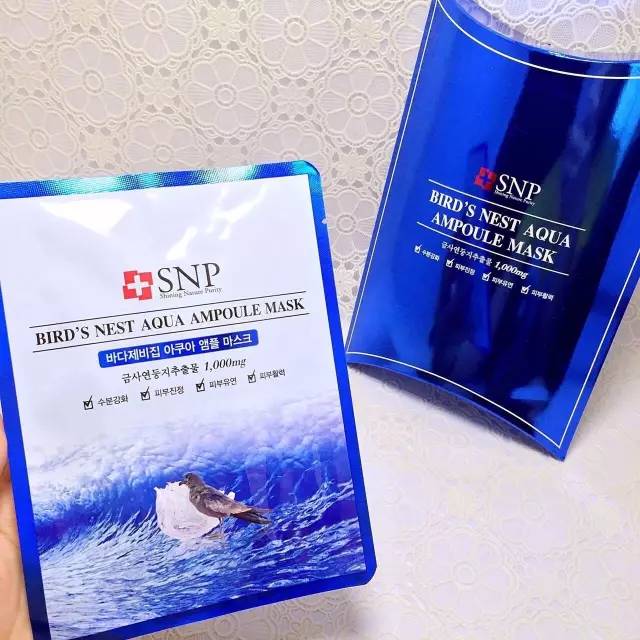 SNP
Shining Nature Purity
BIRD'S NEST AQUA AMPOULE MASK
바다제비집 아쿠아 앰플 마스크
금사연둥지추출물 1,000mg
수분강화 피부진정 피부유연 피부활력
SNP
Shining Nature Purity
BIRD'S NEST AQUA
AMPOULE MASK
금사연둥지추출물 1,000mg
수분강화 피부진정 피부유연 피부활력